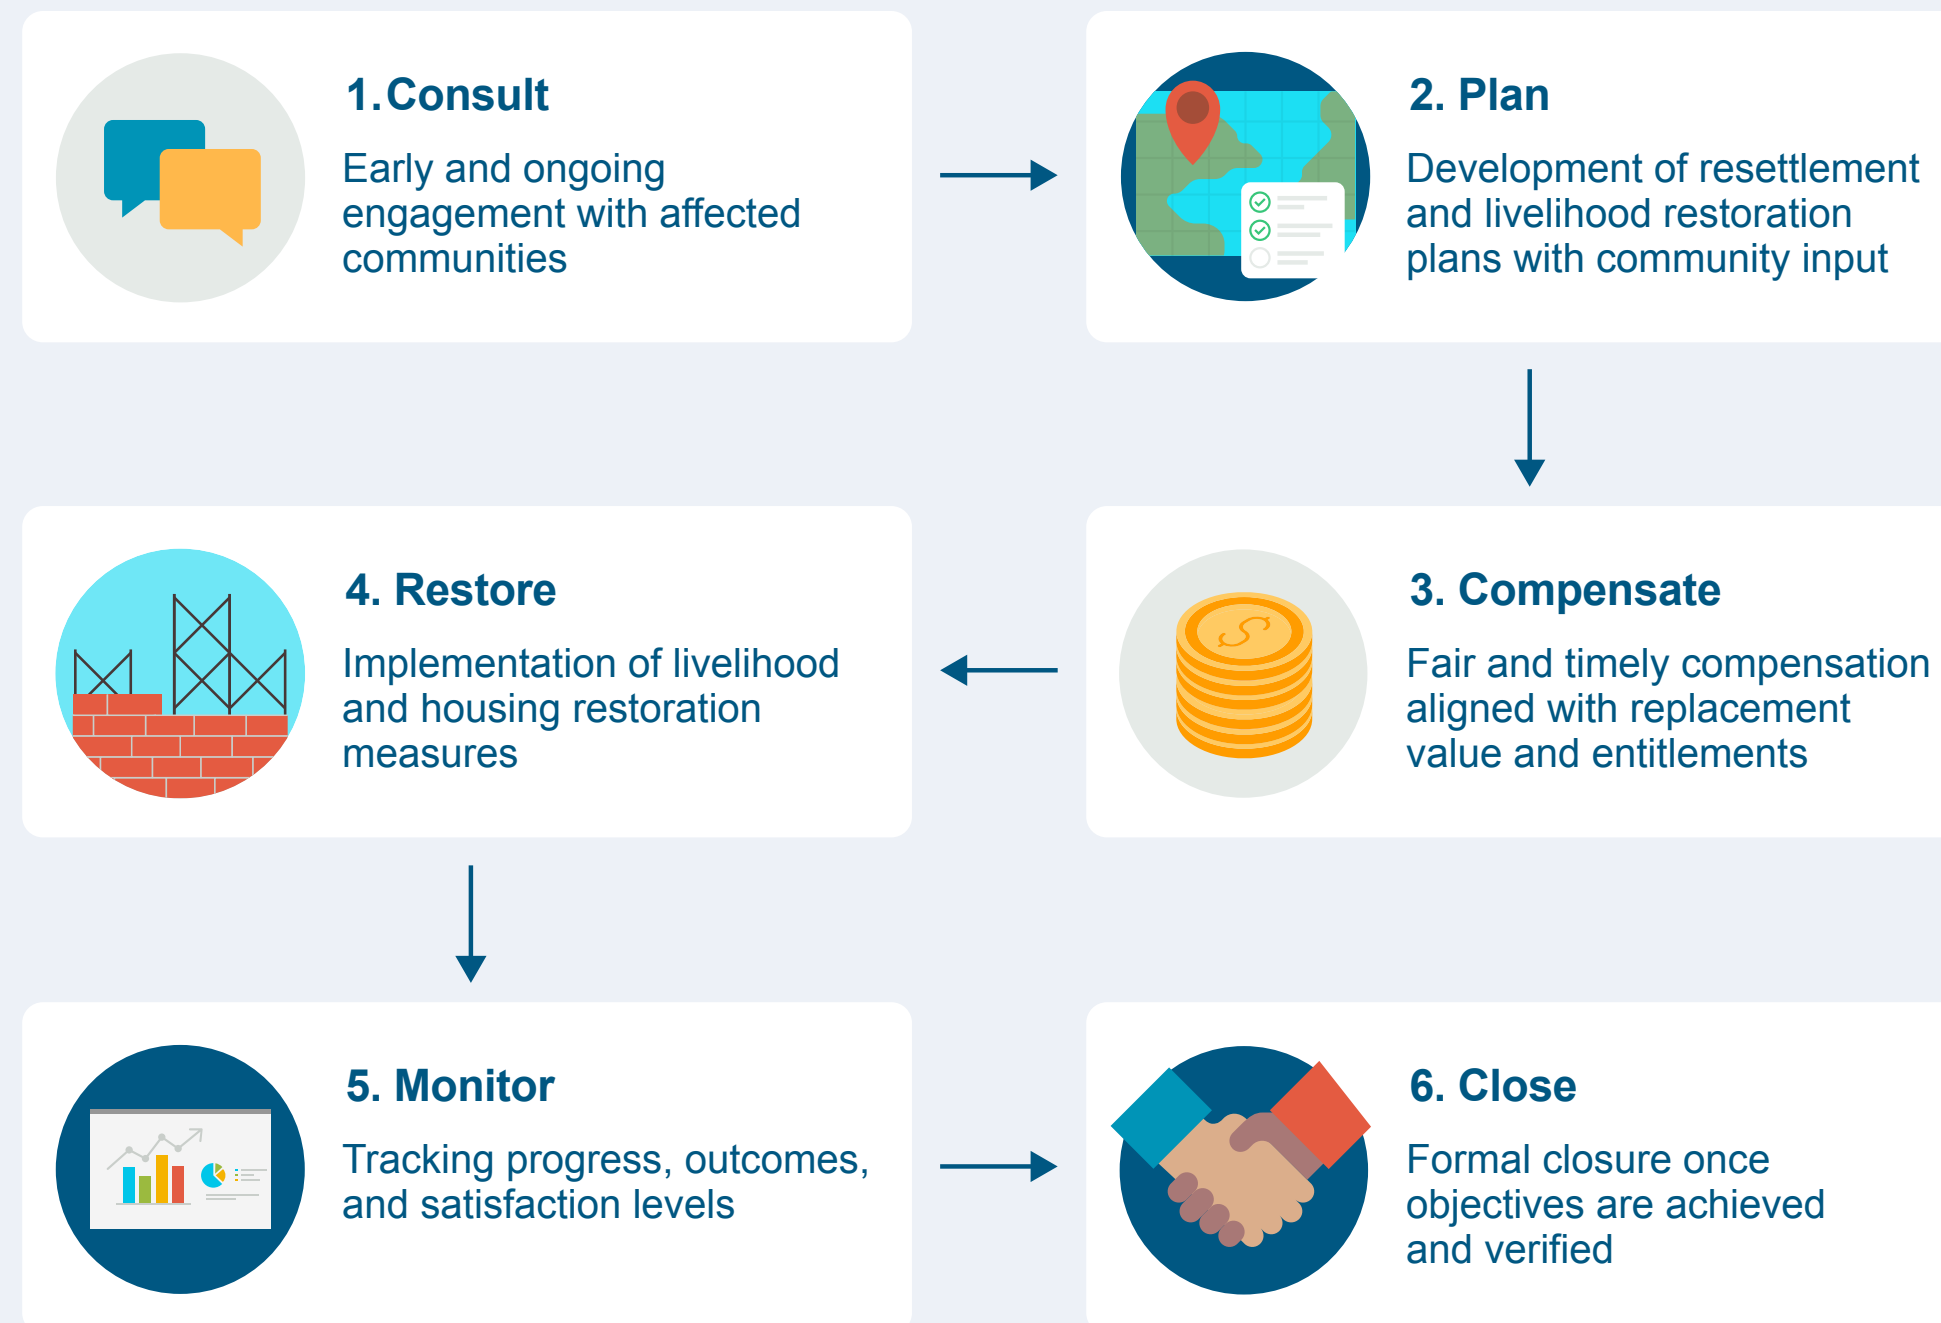 1.Consult
Early and ongoing
engagement with affected
communities
2. Plan
Development of resettlement
and livelihood restoration
plans with community input
3. Compensate
Fair and timely compensation
aligned with replacement
value and entitlements
4. Restore
Implementation of livelihood
and housing restoration
measures
5. Monitor
Tracking progress, outcomes,
and satisfaction levels
6. Close
Formal closure once
objectives are achieved
and verified